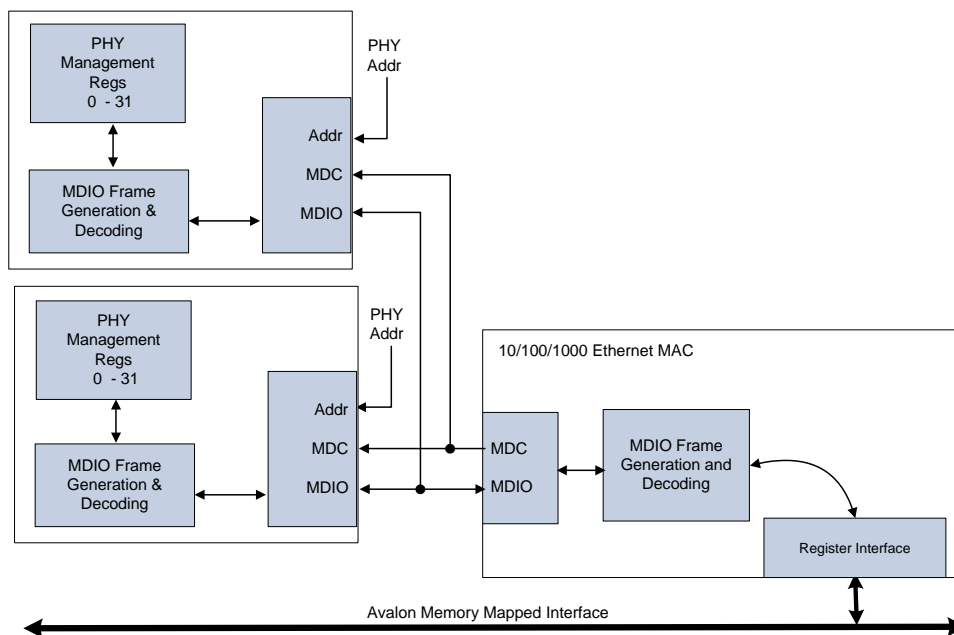 PHY
Management
Regs
0 - 31
PHY
Addr
Addr
MDC
MDIO
MDIO Frame
Generation &
Decoding
PHY
Management
Regs
0 - 31
PHY
Addr
Addr
MDC
MDIO
MDIO Frame
Generation &
Decoding
10/100/1000 Ethernet MAC
MDC
MDIO
MDIO Frame
Generation and
Decoding
Register Interface
Avalon Memory Mapped Interface